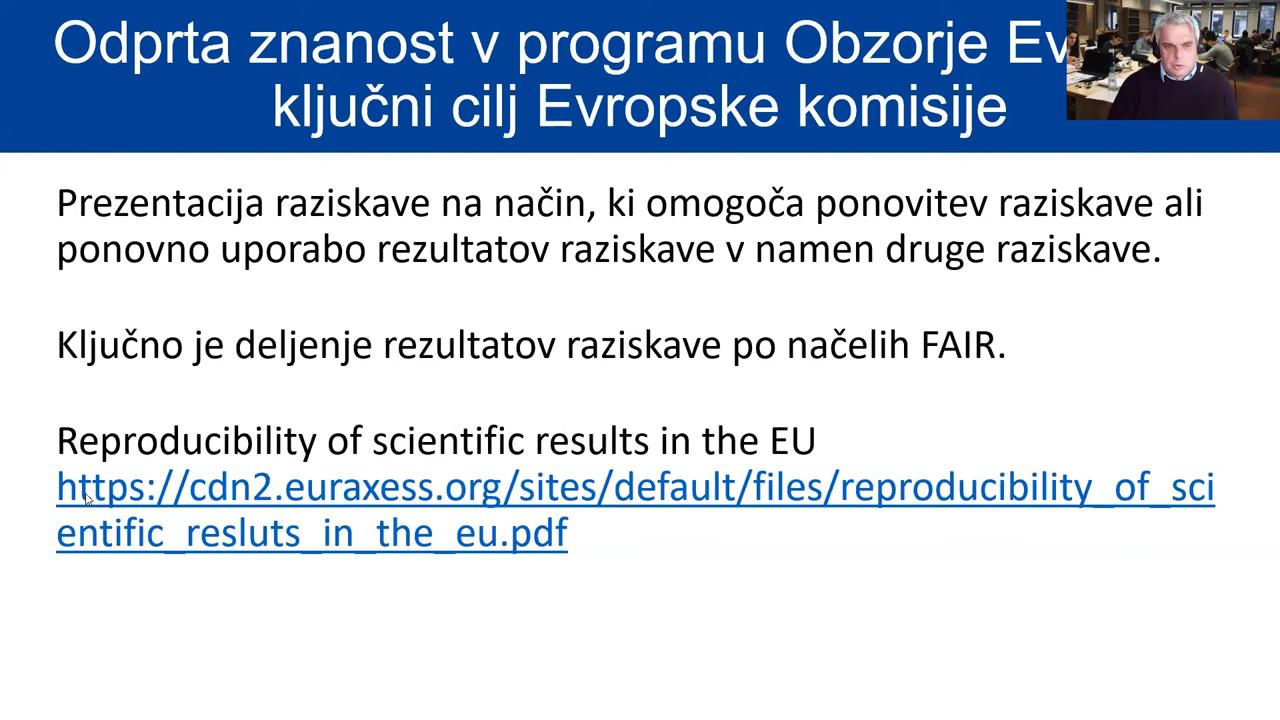 Odprta znanost v programu Obzorje
ključni cilj Evropske komisije
Prezentacija raziskave na način, ki omogoča ponovitev raziskave ali
ponovno uporabo rezultatov raziskave v namen druge raziskave.
Ključno je deljenje rezultatov raziskave po načelih FAIR.
Reproducibility of scientific results in the EU
https://cdn2.euraxess.org/sites/default/files/reproducibility_of_sci
entific_resluts_in_the_eu.pdf